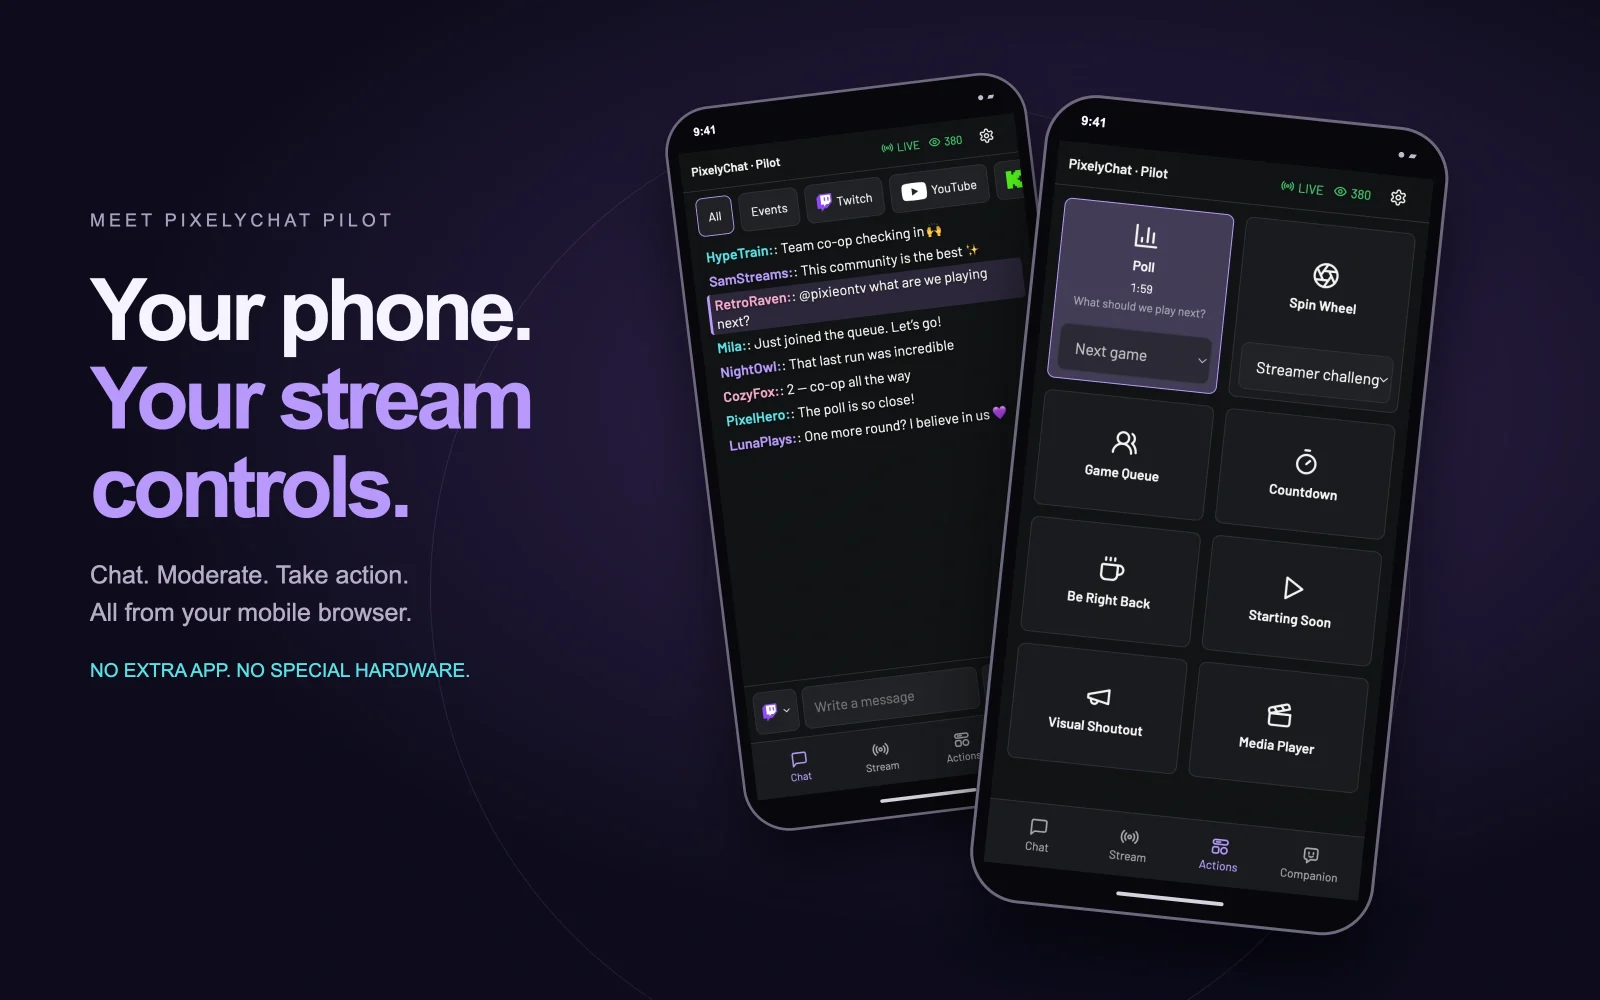 MEET PIXELYCHAT PILOT
Your phone.
Your stream
controls.
Chat. Moderate. Take action.
All from your mobile browser.
NO EXTRA APP. NO SPECIAL HARDWARE.
9:41
PixelyChat · Pilot
LIVE
380
All
Events
Twitch
YouTube
HypeTrain:: Team co-op checking in 🙌
SamStreams:: This community is the best ✨
RetroRaven:: @pixieontv what are we playing
next?
Mila:: Just joined the queue. Let's go!
NightOwl:: That last run was incredible
CozyFox:: 2 – co-op all the way
PixelHero:: The poll is so close!
LunaPlays:: One more round? I believe in us 💜
Write a message
Chat
Stream
Actions
9:41
PixelyChat · Pilot
LIVE
380
Poll
1:59
What should we play next?
Next game
Spin Wheel
Streamer challeng
Game Queue
Countdown
Be Right Back
Starting Soon
Visual Shoutout
Media Player
Chat
Stream
Actions
Companion